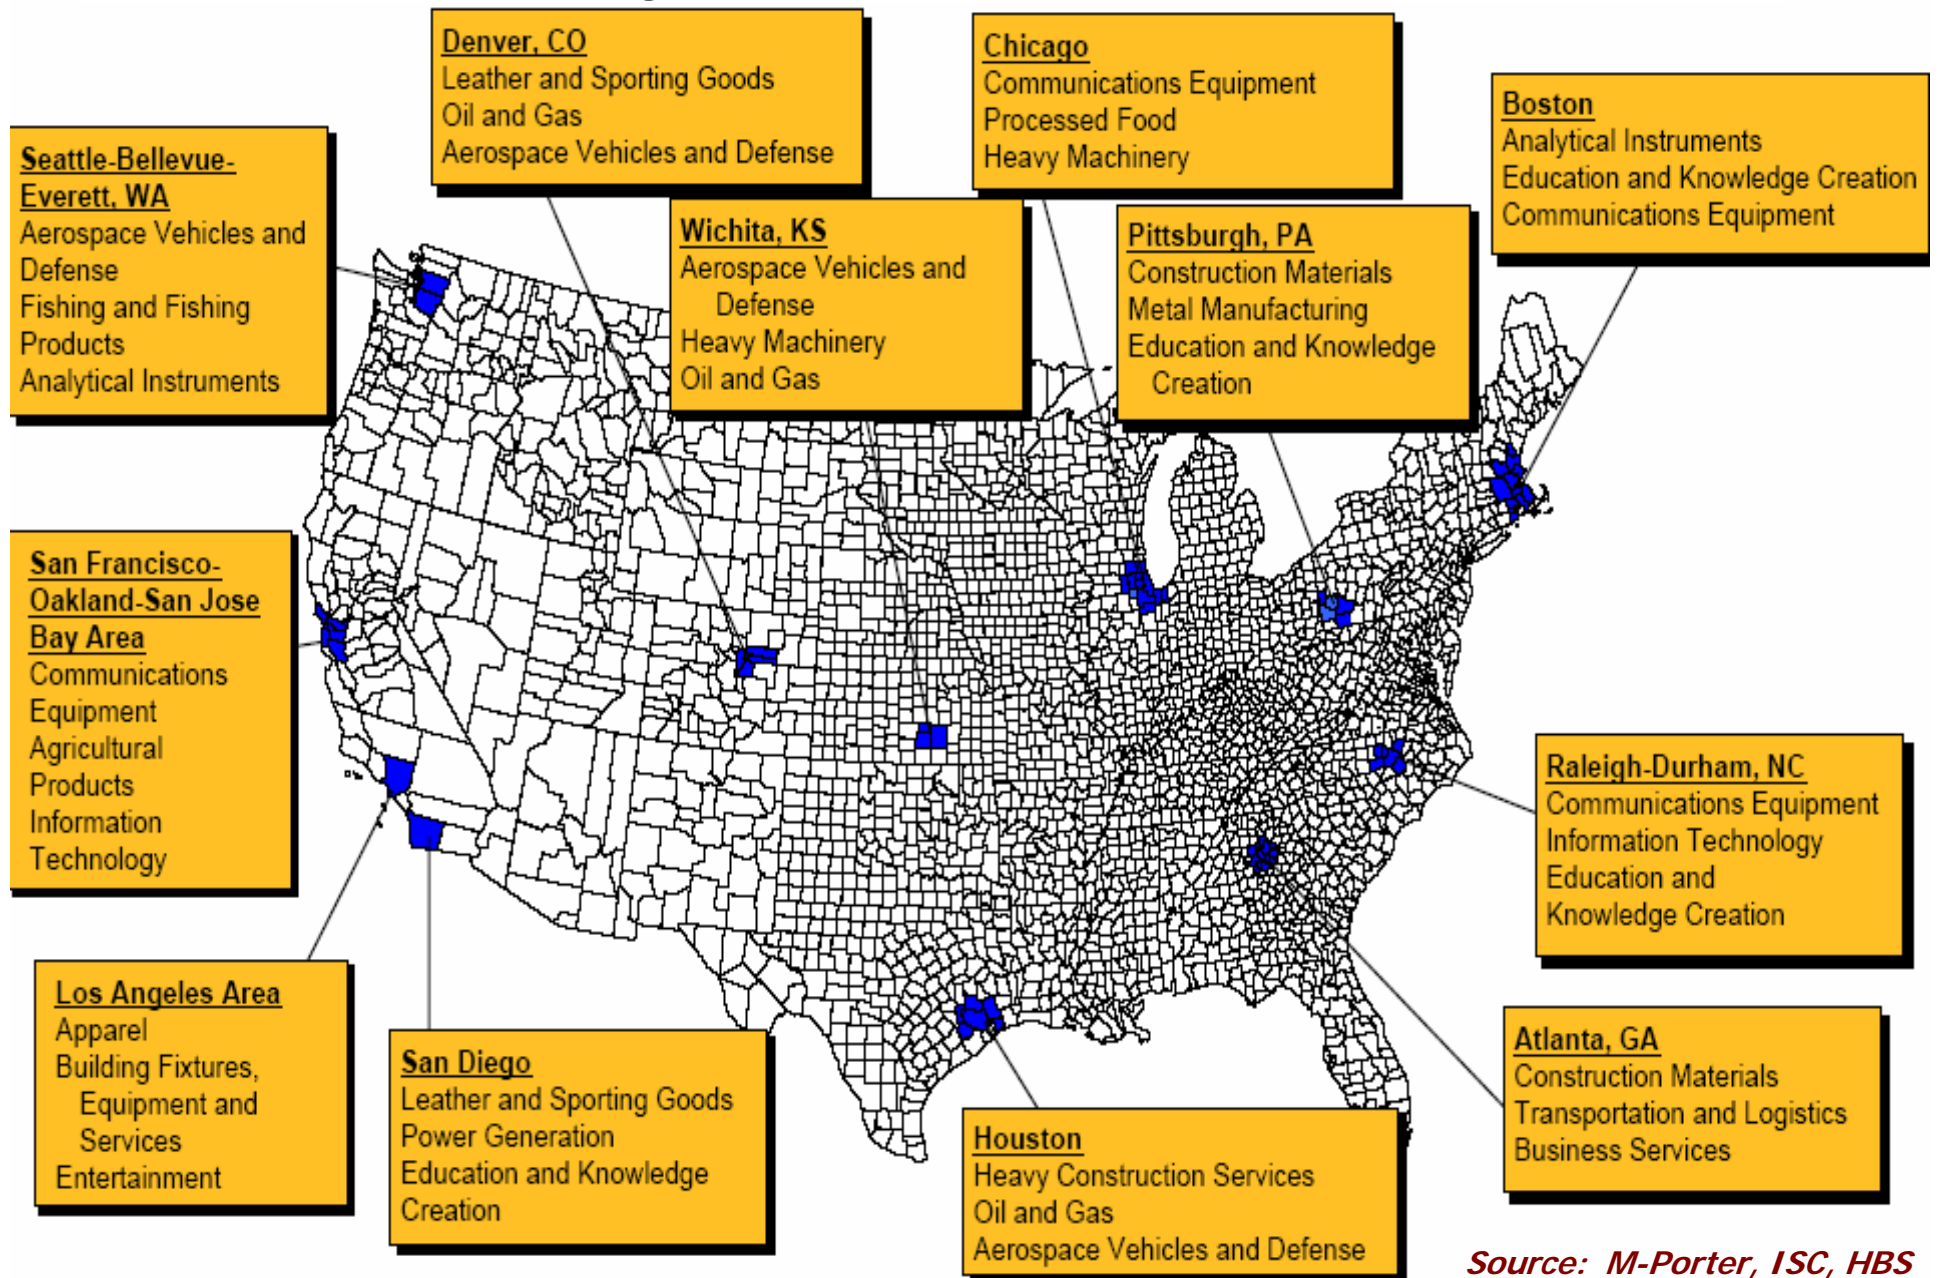 Denver, CO
Leather and Sporting Goods
Oil and Gas
Aerospace Vehicles and Defense
Chicago
Communications Equipment
Processed Food
Heavy Machinery
Boston
Analytical Instruments
Education and Knowledge Creation
Communications Equipment
Seattle-Bellevue-
Everett, WA
Aerospace Vehicles and
Defense
Fishing and Fishing
Products
Analytical Instruments
Wichita, KS
Aerospace Vehicles and
Defense
Heavy Machinery
Oil and Gas
Pittsburgh, PA
Construction Materials
Metal Manufacturing
Education and Knowledge
Creation
San Francisco-
Oakland-San Jose
Bay Area
Communications
Equipment
Agricultural
Products
Information
Technology
Raleigh-Durham, NC
Communications Equipment
Information Technology
Education and
Knowledge Creation
Los Angeles Area
Apparel
Building Fixtures,
Equipment and
Services
Entertainment
San Diego
Leather and Sporting Goods
Power Generation
Education and Knowledge
Creation
Houston
Heavy Construction Services
Oil and Gas
Aerospace Vehicles and Defense
Atlanta, GA
Construction Materials
Transportation and Logistics
Business Services
Source: M-Porter, ISC, HBS